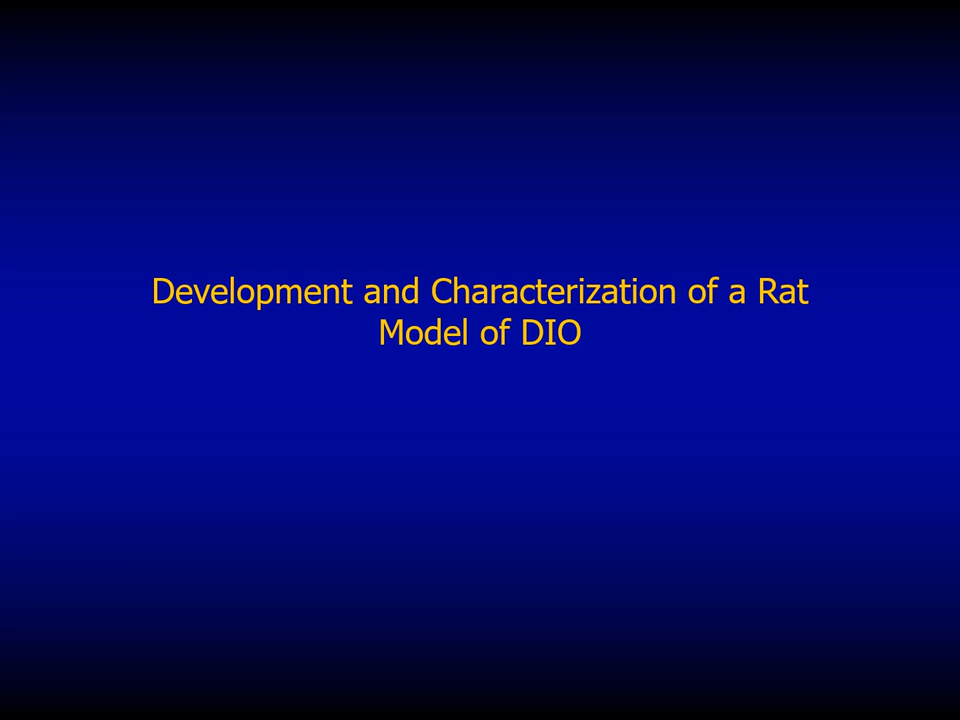 Development and Characterization of a Rat
Model of DIO